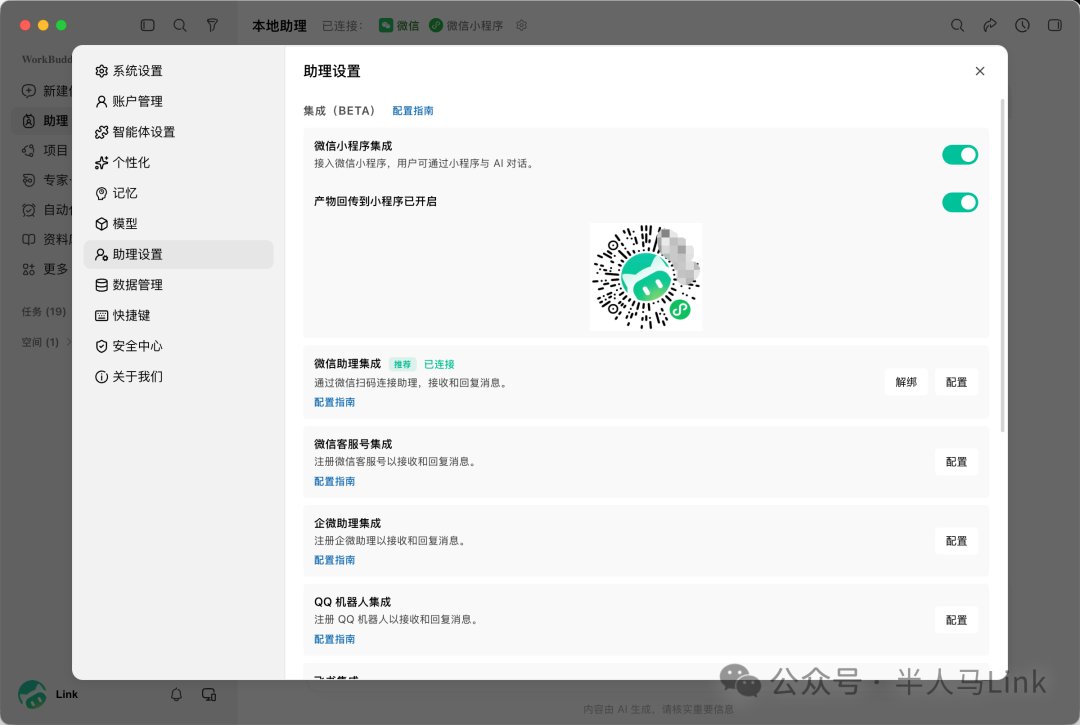 本地助理 已连接： 微信 微信小程序
WorkBudd
新建
助理
项目
专家
自动
资料
更多
任务 (19)
空间 (1)
Link
系统设置
账户管理
智能体设置
个性化
记忆
模型
助理设置
数据管理
快捷键
安全中心
关于我们
助理设置
集成（BETA） 配置指南
微信小程序集成
接入微信小程序，用户可通过小程序与 AI 对话。
产物回传到小程序已开启
微信助理集成 推荐 已连接
通过微信扫码连接助理，接收和回复消息。
配置指南
解绑 配置
微信客服号集成
注册微信客服号以接收和回复消息。
配置指南
配置
企微助理集成
注册企微助理以接收和回复消息。
配置指南
配置
QQ 机器人集成
注册 QQ 机器人以接收和回复消息。
配置指南
配置
公众号 · 半人马Link
内容由 AI 生成，请核实重要信息